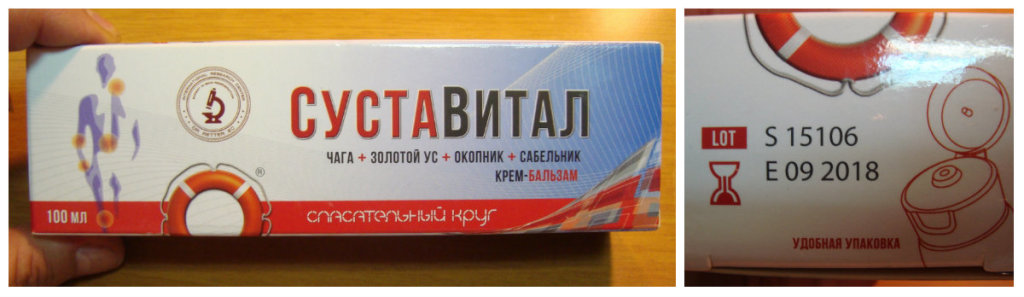 СУСТАВИТАЛ
ЧАГА + ЗОЛОТОЙ УС + ОКОПНИК + САБЕЛЬНИК
КРЕМ-БАЛЬЗАМ
®
100 МЛ
СПАСАТЕЛЬНЫЙ КРУГ
LOT S 15106
E 09 2018
УДОБНАЯ УПАКОВКА